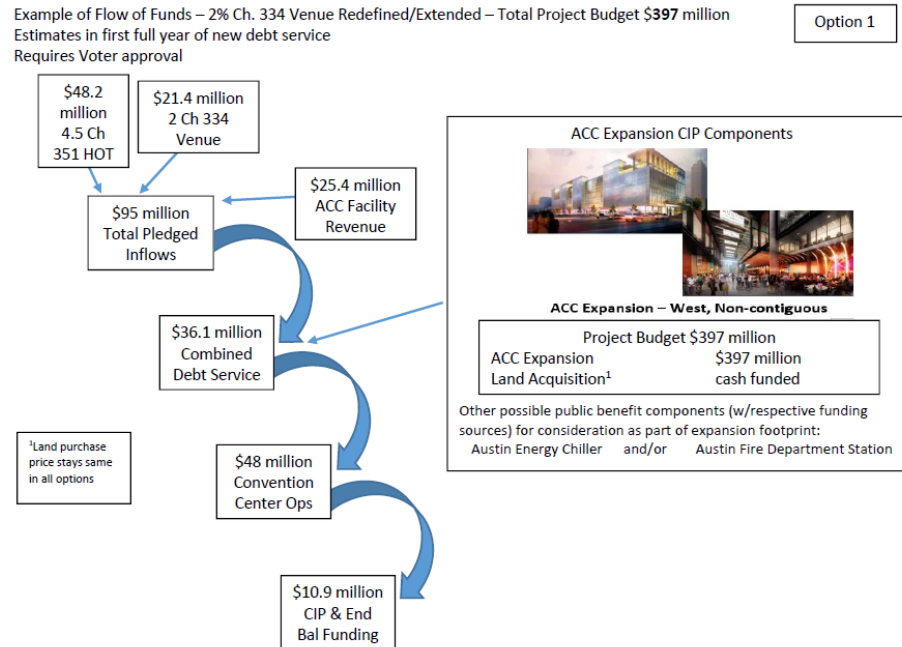 Example of Flow of Funds – 2% Ch. 334 Venue Redefined/Extended – Total Project Budget $397 million
Estimates in first full year of new debt service
Requires Voter approval
Option 1
$48.2
million
4.5 Ch
351 HOT
$21.4 million
2 Ch 334
Venue
$25.4 million
ACC Facility
Revenue
$95 million
Total Pledged
Inflows
$36.1 million
Combined
Debt Service
$48 million
Convention
Center Ops
$10.9 million
CIP & End
Bal Funding
¹Land purchase
price stays same
in all options
ACC Expansion CIP Components
ACC Expansion – West, Non-contiguous
Project Budget $397 million
ACC Expansion $397 million
Land Acquisition¹ cash funded
Other possible public benefit components (w/respective funding
sources) for consideration as part of expansion footprint:
Austin Energy Chiller and/or Austin Fire Department Station